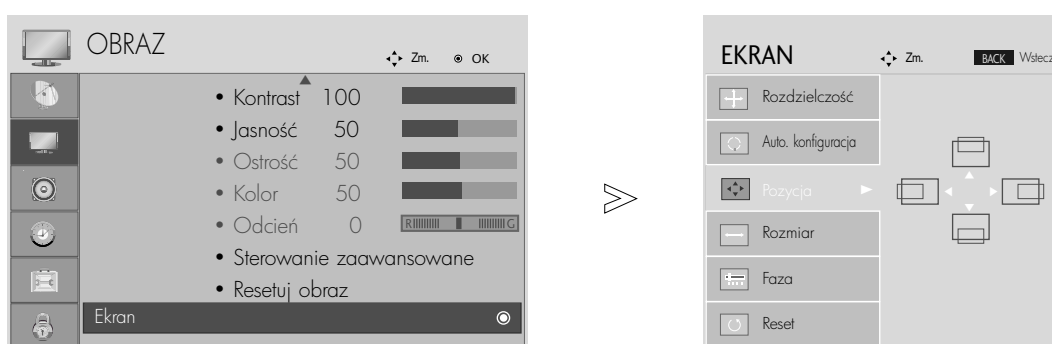 OBRAZ
Zm. OK
• Kontrast 100
• Jasność 50
• Ostrość 50
• Kolor 50
• Odcień 0 R G
• Sterowanie zaawansowane
• Resetuj obraz
Ekran
EKRAN
Zm. BACK Wstecz
Rozdzielczość
Auto. konfiguracja
Pozycja
Rozmiar
Faza
Reset